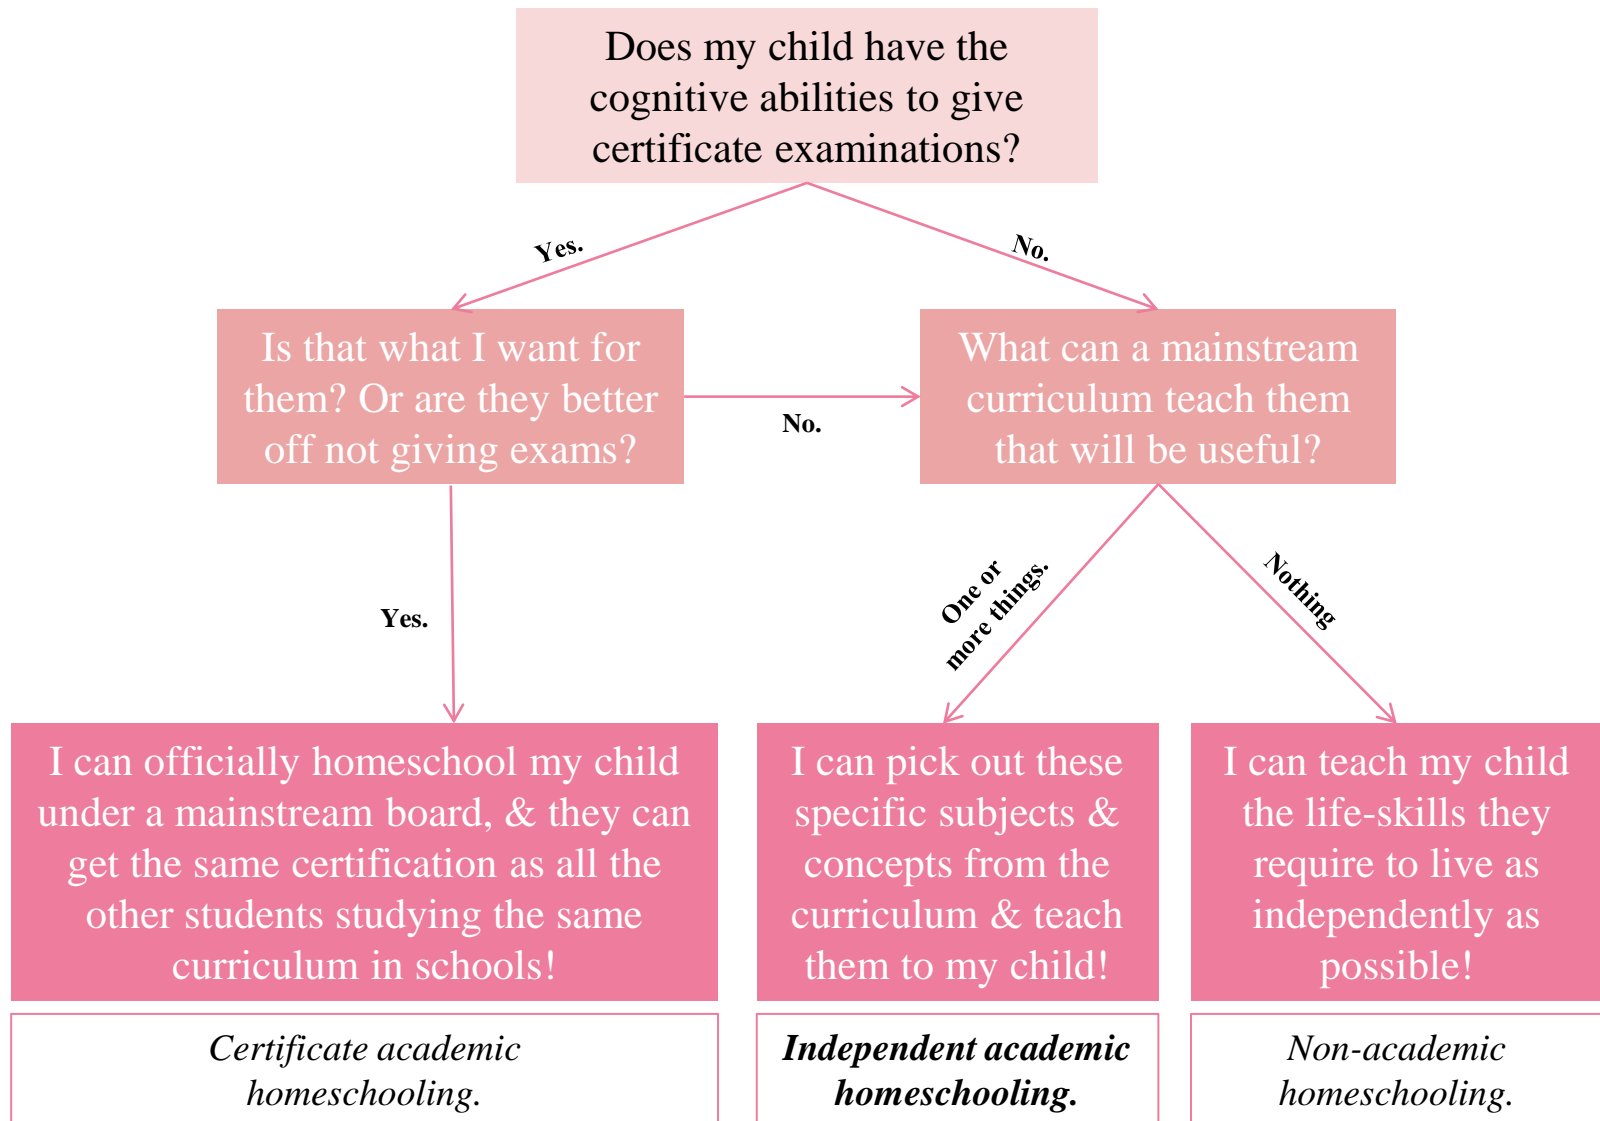 Does my child have the
cognitive abilities to give
certificate examinations?
Yes.
No.
Is that what I want for
them? Or are they better
off not giving exams?
No.
What can a mainstream
curriculum teach them
that will be useful?
Yes.
One or
more things.
Nothing
I can officially homeschool my child
under a mainstream board, & they can
get the same certification as all the
other students studying the same
curriculum in schools!
I can pick out these
specific subjects &
concepts from the
curriculum & teach
them to my child!
I can teach my child
the life-skills they
require to live as
independently as
possible!
Certificate academic
homeschooling.
Independent academic
homeschooling.
Non-academic
homeschooling.